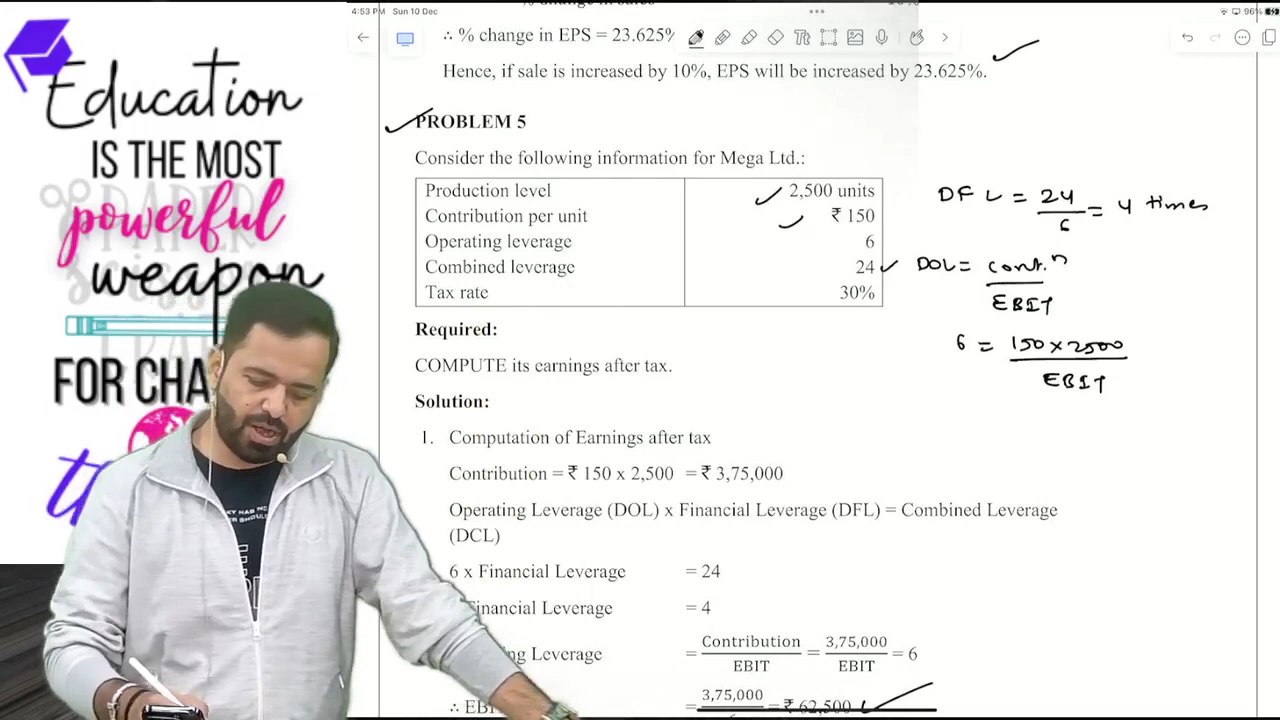 4:53 PM Sun 10 Dec
96%
∴ % change in EPS = 23.625%
Hence, if sale is increased by 10%, EPS will be increased by 23.625%.
PROBLEM 5
Consider the following information for Mega Ltd.:
Production level 2,500 units
Contribution per unit ₹ 150
Operating leverage 6
Combined leverage 24
Tax rate 30%
Required:
COMPUTE its earnings after tax.
Solution:
1. Computation of Earnings after tax
Contribution = ₹ 150 x 2,500 = ₹ 3,75,000
Operating Leverage (DOL) x Financial Leverage (DFL) = Combined Leverage
(DCL)
6 x Financial Leverage = 24
Financial Leverage = 4
Leverage = Contribution / EBIT = 3,75,000 / EBIT = 6
3,75,000 = ₹ 62,500
DFL = 24 / 6 = 4 times
DOL = Cont.n / EBIT
6 = 150 x 2500 / EBIT
Education
IS THE MOST
powerful
weapon
FOR CHA